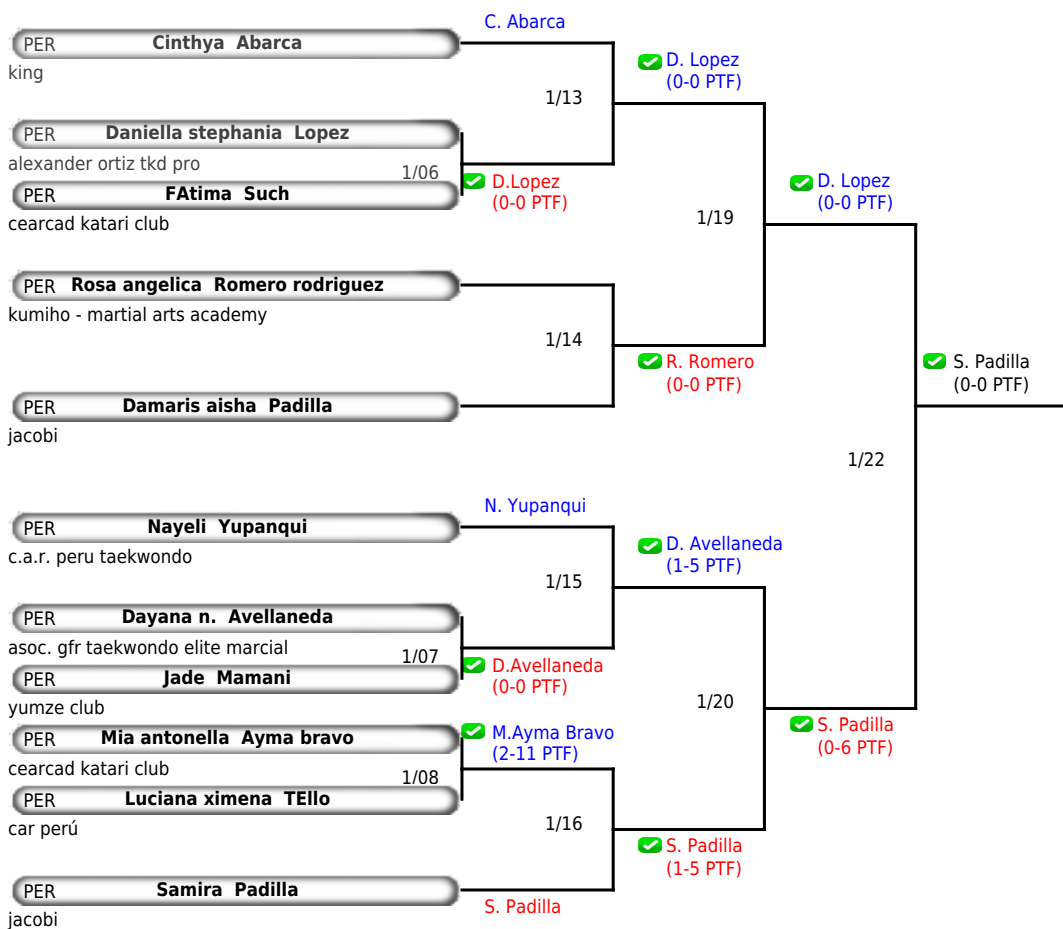 C. Abarca
PER Cinthya Abarca
king
D. Lopez
(0-0 PTF)
1/13
PER Daniella stephania Lopez
alexander ortiz tkd pro
1/06
PER FAtima Such
cearcad katari club
D.Lopez
(0-0 PTF)
D. Lopez
(0-0 PTF)
1/19
PER Rosa angelica Romero rodriguez
kumiho - martial arts academy
1/14
R. Romero
(0-0 PTF)
S. Padilla
(0-0 PTF)
PER Damaris aisha Padilla
jacobi
1/22
N. Yupanqui
PER Nayeli Yupanqui
c.a.r. peru taekwondo
D. Avellaneda
(1-5 PTF)
1/15
PER Dayana n. Avellaneda
asoc. gfr taekwondo elite marcial
1/07
PER Jade Mamani
yumze club
D.Avellaneda
(0-0 PTF)
1/20
S. Padilla
(0-6 PTF)
PER Mia antonella Ayma bravo
cearcad katari club
M.Ayma Bravo
(2-11 PTF)
1/08
PER Luciana ximena TEllo
car perú
1/16
S. Padilla
(1-5 PTF)
PER Samira Padilla
jacobi
S. Padilla